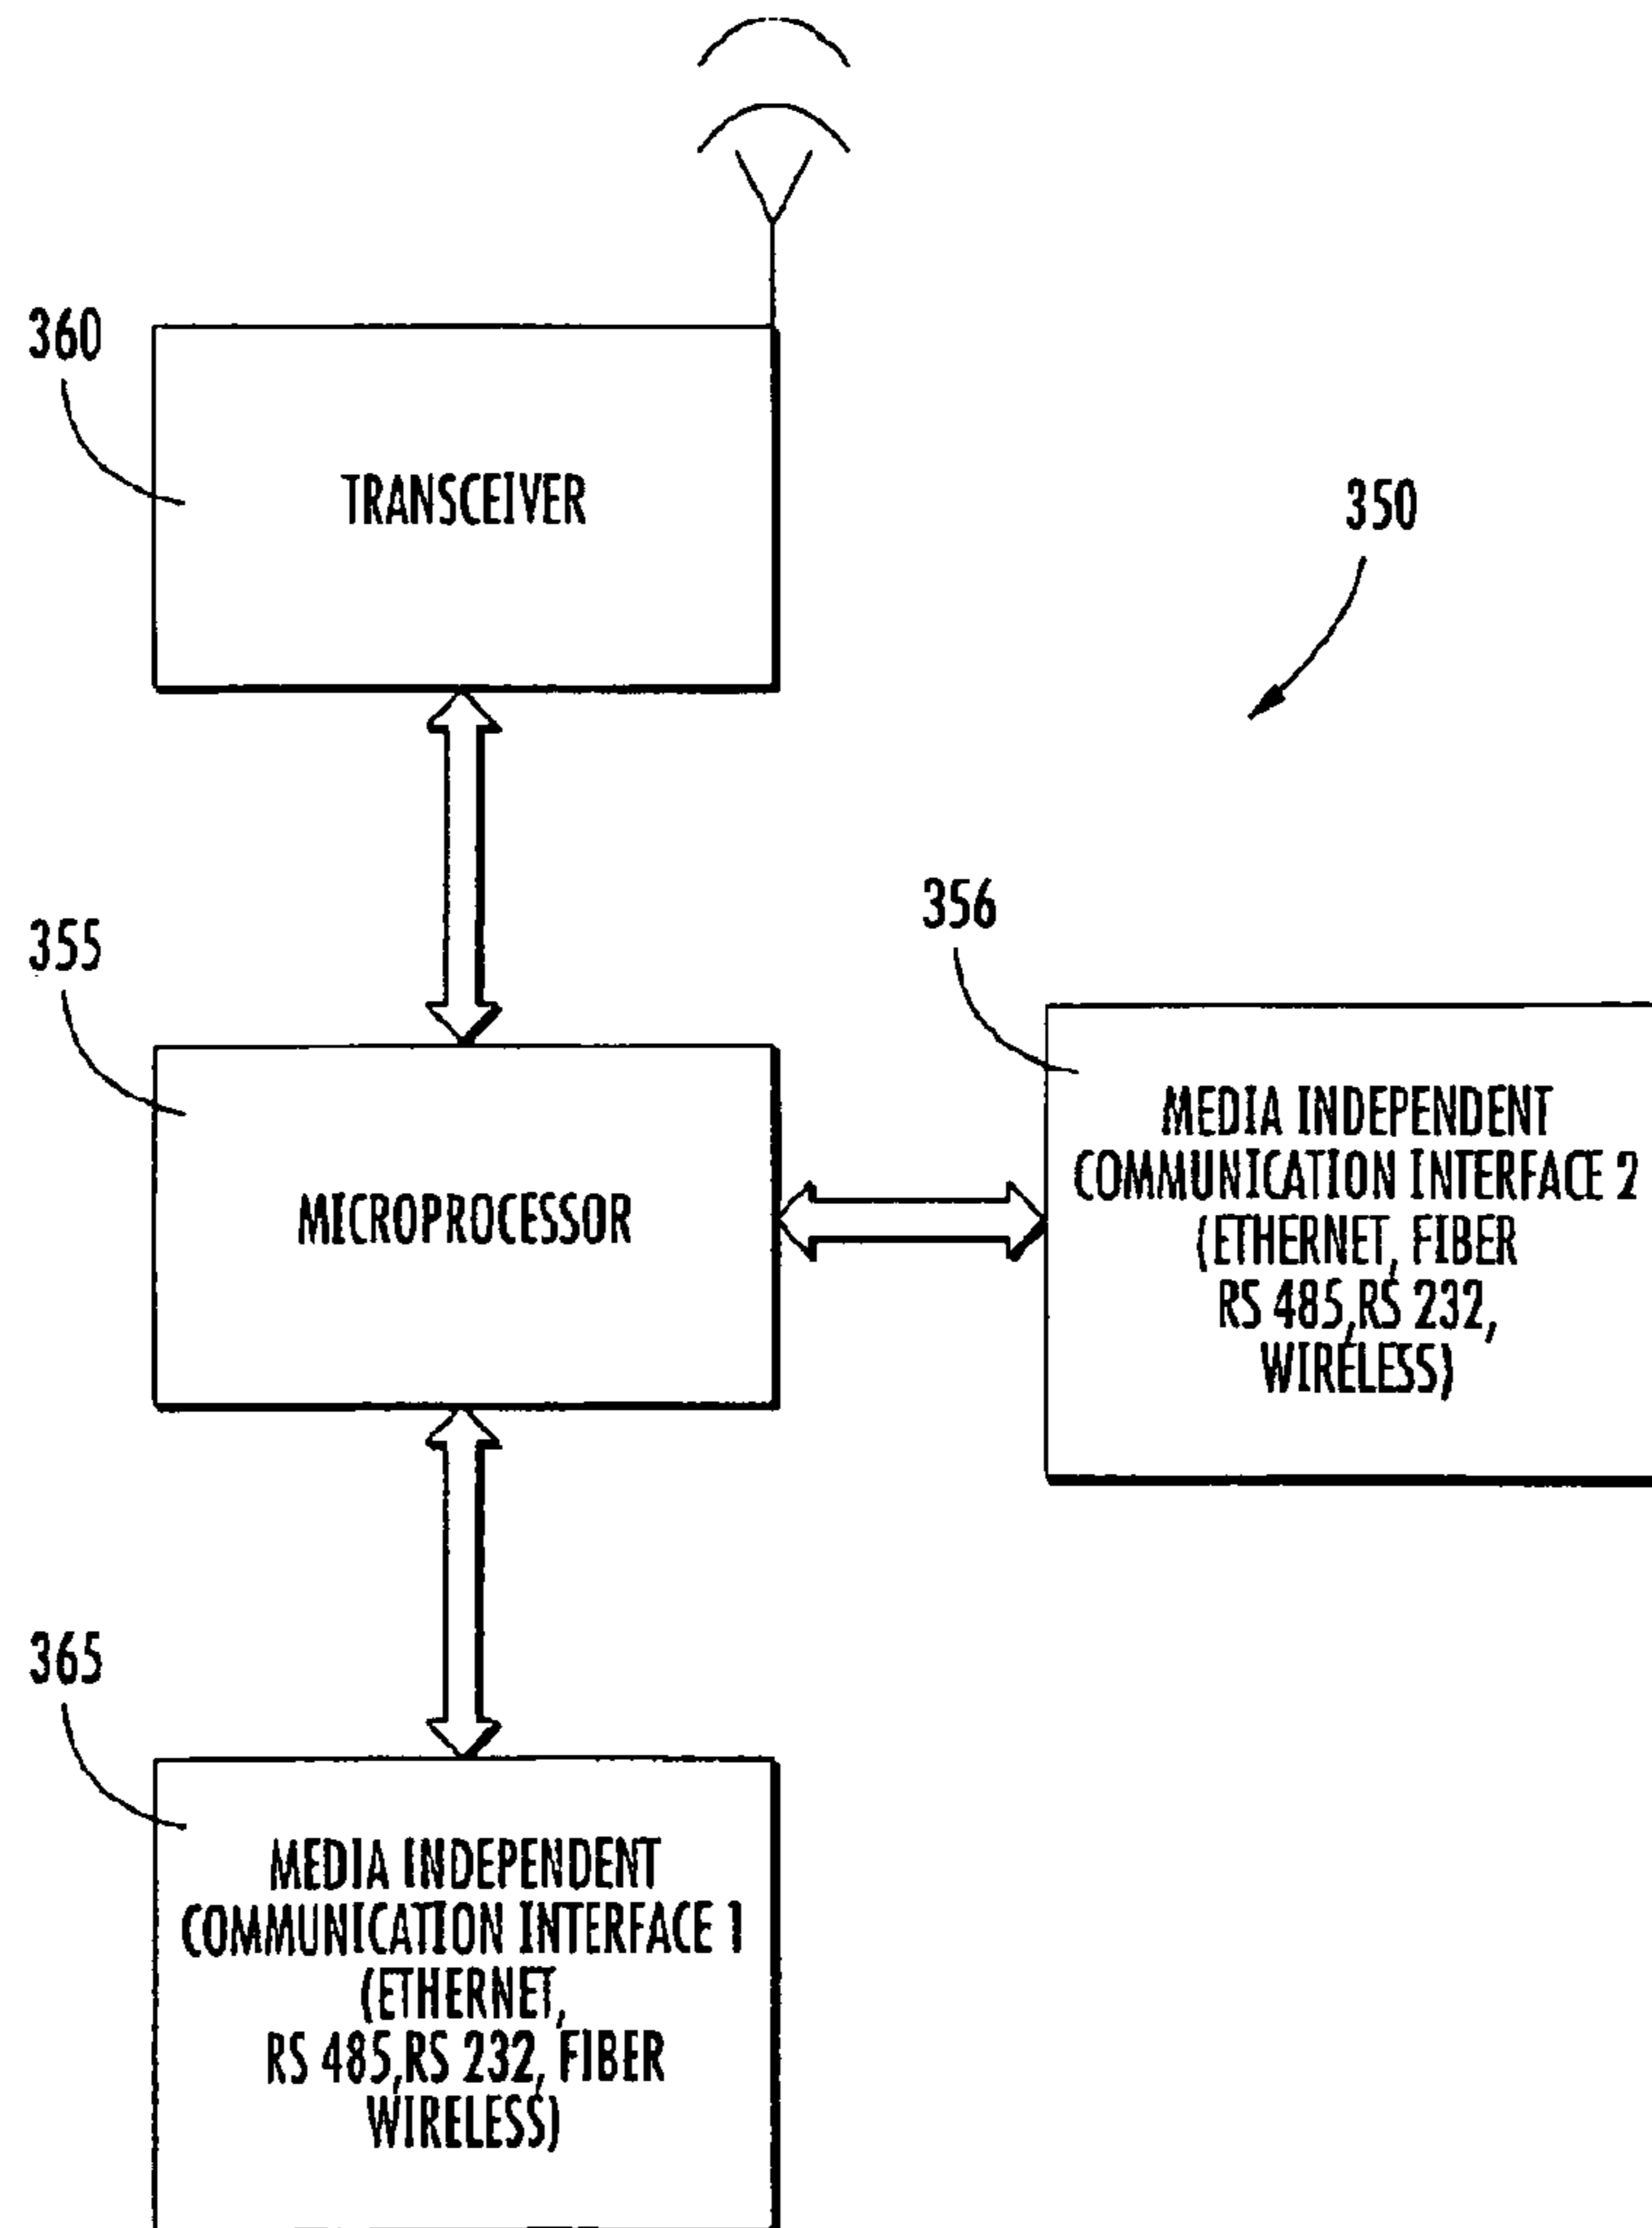 360
TRANSCEIVER
350
355
356
MICROPROCESSOR
MEDIA INDEPENDENT
COMMUNICATION INTERFACE 2
(ETHERNET, FIBER
RS 485,RS 232,
WIRELESS)
365
MEDIA INDEPENDENT
COMMUNICATION INTERFACE 1
(ETHERNET,
RS 485,RS 232, FIBER
WIRELESS)